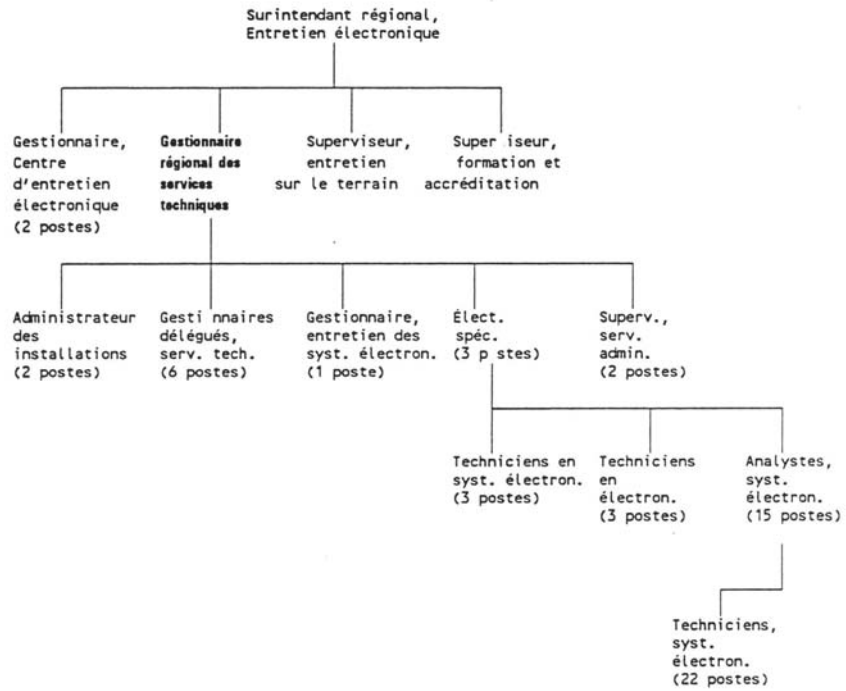 Surintendant régional,
Entretien électronique
Gestionnaire,
Centre
d'entretien
électronique
(2 postes)
Gestionnaire
régional des
services
techniques
Superviseur,
entretien
sur le terrain
Super iseur,
formation et
accréditation
Administrateur
des
installations
(2 postes)
Gesti nnaires
délégués,
serv. tech.
(6 postes)
Gestionnaire,
entretien des
syst. électron.
(1 poste)
Élect.
spéc.
(3 p stes)
Superv.,
serv.
admin.
(2 postes)
Techniciens en
syst. électron.
(3 postes)
Techniciens
en
électron.
(3 postes)
Analystes,
syst.
électron.
(15 postes)
Techniciens,
syst.
électron.
(22 postes)